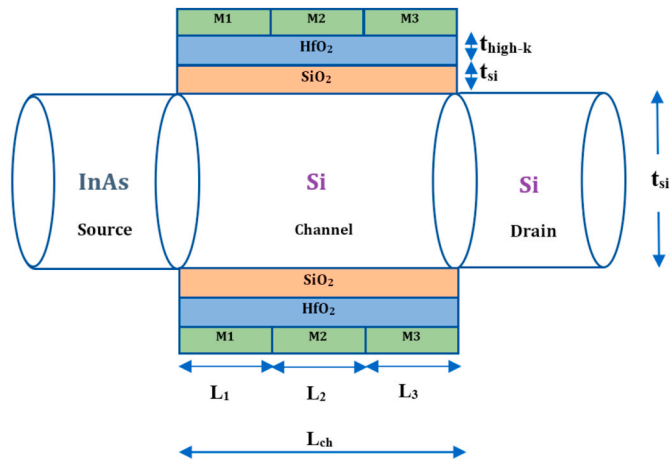 M1 M2 M3
HfO₂
t_high-k
SiO₂
t_si
InAs Si Si
t_si
Source Channel Drain
SiO₂
HfO₂
M1 M2 M3
L₁ L₂ L₃
L_ch